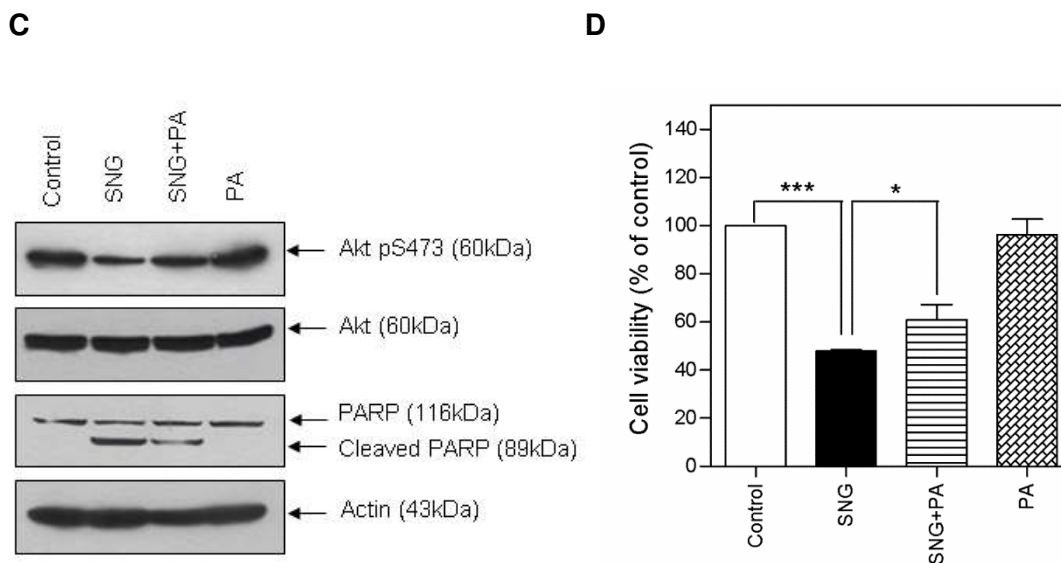 C
Control
SNG
SNG+PA
PA
Akt pS473 (60kDa)
Akt (60kDa)
PARP (116kDa)
Cleaved PARP (89kDa)
Actin (43kDa)
D
Cell viability (% of control)
140
120
100
80
60
40
20
0
***
*
Control
SNG
SNG+PA
PA